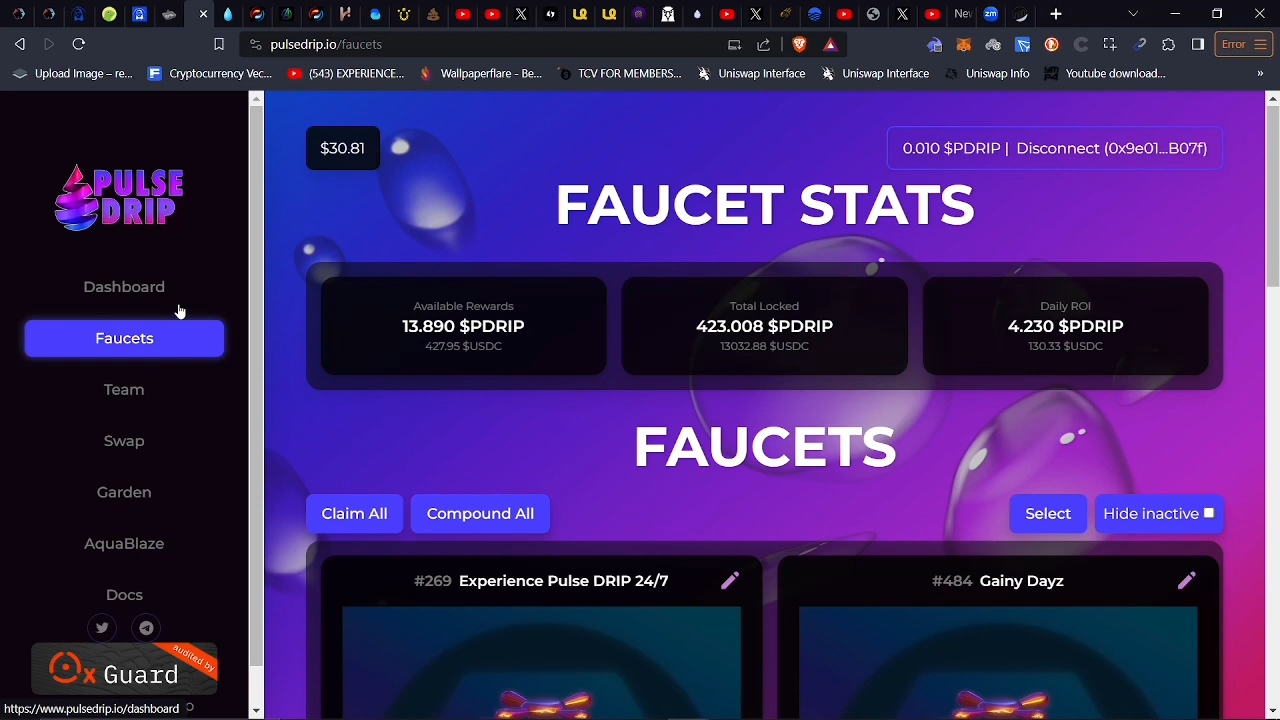 New
zm
pulsedrip.io/faucets
Error
Upload Image – re...
Cryptocurrency Vec...
(543) EXPERIENCE...
Wallpaperflare - Be...
TCV FOR MEMBERS...
Uniswap Interface
Uniswap Interface
Uniswap Info
Youtube download...
»
PULSE
DRIP
Dashboard
Faucets
Team
Swap
Garden
AquaBlaze
Docs
audited by
Ox Guard
https://www.pulsedrip.io/dashboard
$30.81
0.010 $PDRIP | Disconnect (0x9e01...B07f)
FAUCET STATS
Available Rewards
13.890 $PDRIP
427.95 $USDC
Total Locked
423.008 $PDRIP
13032.88 $USDC
Daily ROI
4.230 $PDRIP
130.33 $USDC
FAUCETS
Claim All
Compound All
Select
Hide inactive
#269 Experience Pulse DRIP 24/7
#484 Gainy Dayz